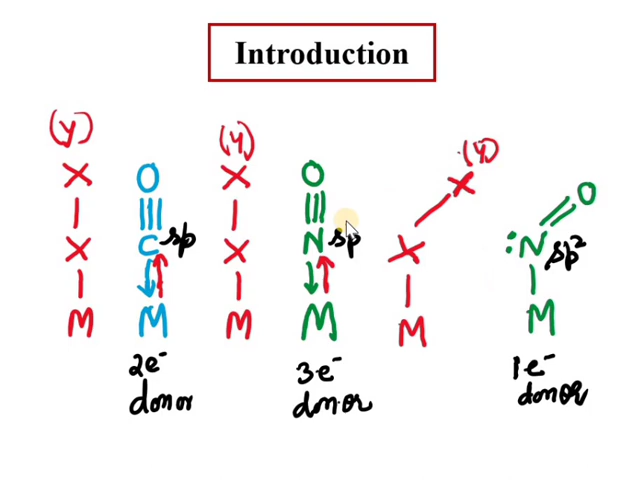 Introduction
(Y) (Y) (Y)
X O X O X O
X C sp X N sp X :N sp²
M M M M M M
2e⁻ 3e⁻ 1e⁻
donor donor donor